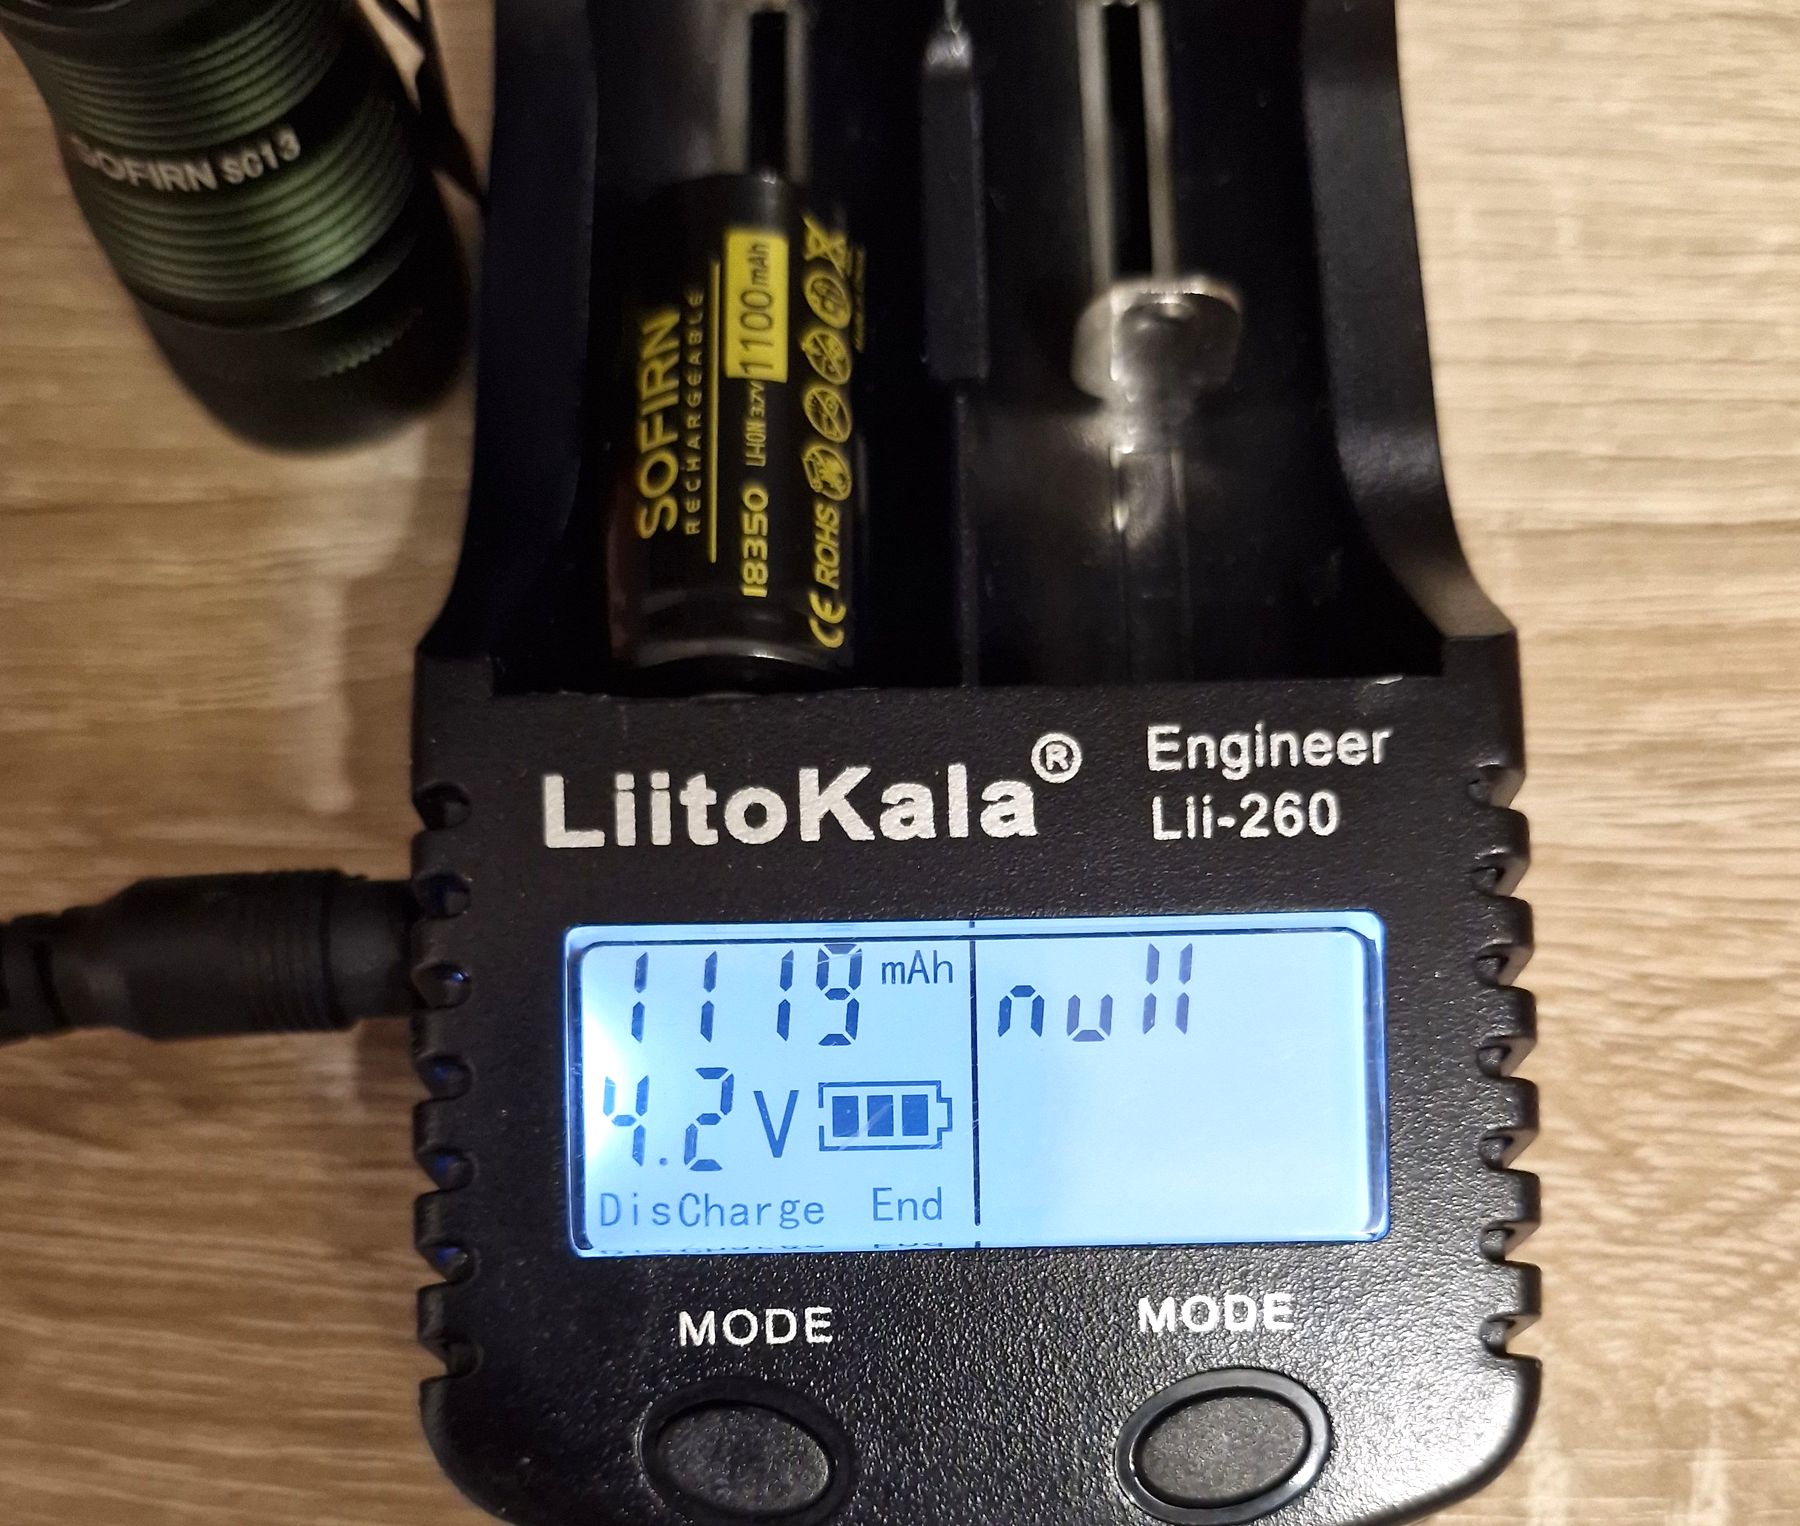 SOFIRN SC13
SOFIRN
RECHARGEABLE
18350 LI-ION 3.7V 1100mAh
CE ROHS
LiitoKala®
Engineer
Lii-260
1119 mAh
4.2 V
DisCharge End
null
MODE
MODE